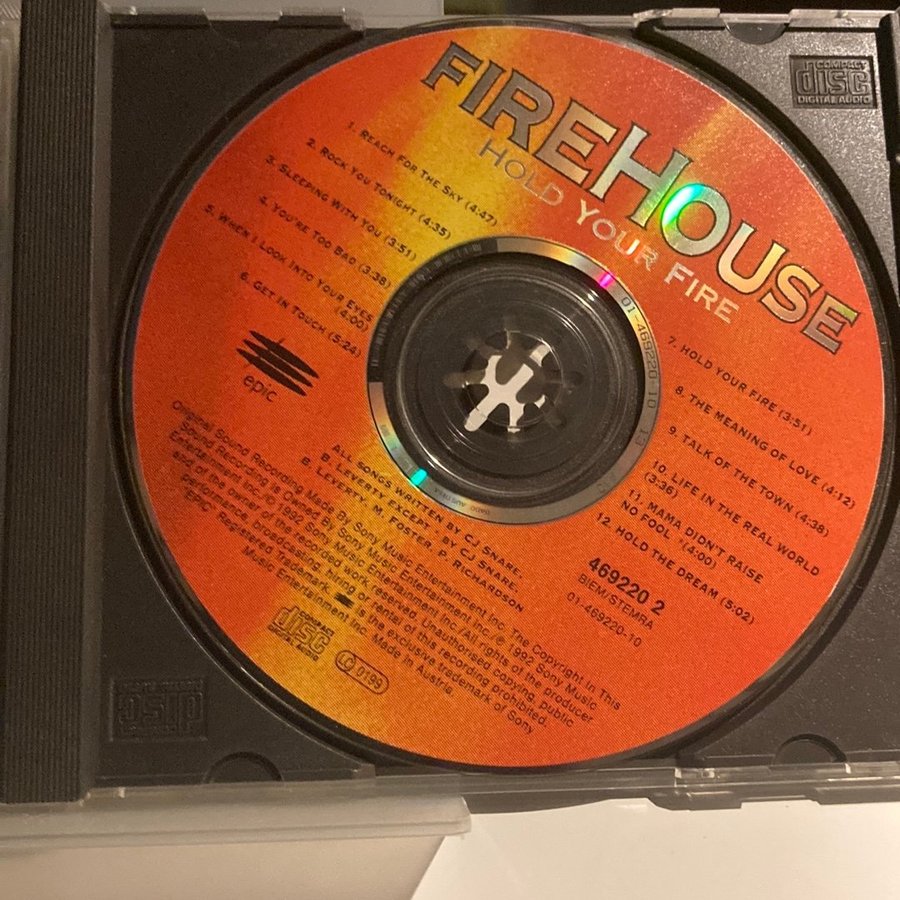 FIREHOUSE
HOLD YOUR FIRE
COMPACT
disc
DIGITAL AUDIO
1. REACH FOR THE SKY (4:47)
2. ROCK YOU TONIGHT (4:35)
3. SLEEPING WITH YOU (3:51)
4. YOU'RE TOO BAD (3:38)
5. WHEN I LOOK INTO YOUR EYES
(4:00)
6. GET IN TOUCH (5:24)
epic
7. HOLD YOUR FIRE (3:51)
8. THE MEANING OF LOVE (4:12)
9. TALK OF THE TOWN (4:38)
10. LIFE IN THE REAL WORLD
(3:36)
11. MAMA DIDN'T RAISE
NO FOOL *(4:00)
12. HOLD THE DREAM (5:02)
01-469220-10 13
ALL SONGS WRITTEN BY CJ SNARE,
B. LEVERTY EXCEPT * BY CJ SNARE,
B. LEVERTY, M. FOSTER, P. RICHARDSON
469220 2
BIEM/STEMRA
01-469220-10
Original Sound Recording Made By Sony Music Entertainment Inc. The Copyright In This
Sound Recording Is Owned By Sony Music Entertainment Inc./℗ 1992 Sony Music
Entertainment Inc./© 1992 Sony Music Entertainment Inc./All rights of the producer
and of the owner of the recorded work reserved. Unauthorised copying, public
performance, broadcasting, hiring or rental of this recording prohibited.
"EPIC" Registered Trademark. is the exclusive trademark of Sony
Music Entertainment Inc. Made in Austria.
COMPACT
disc
DIGITAL AUDIO
LC 0199